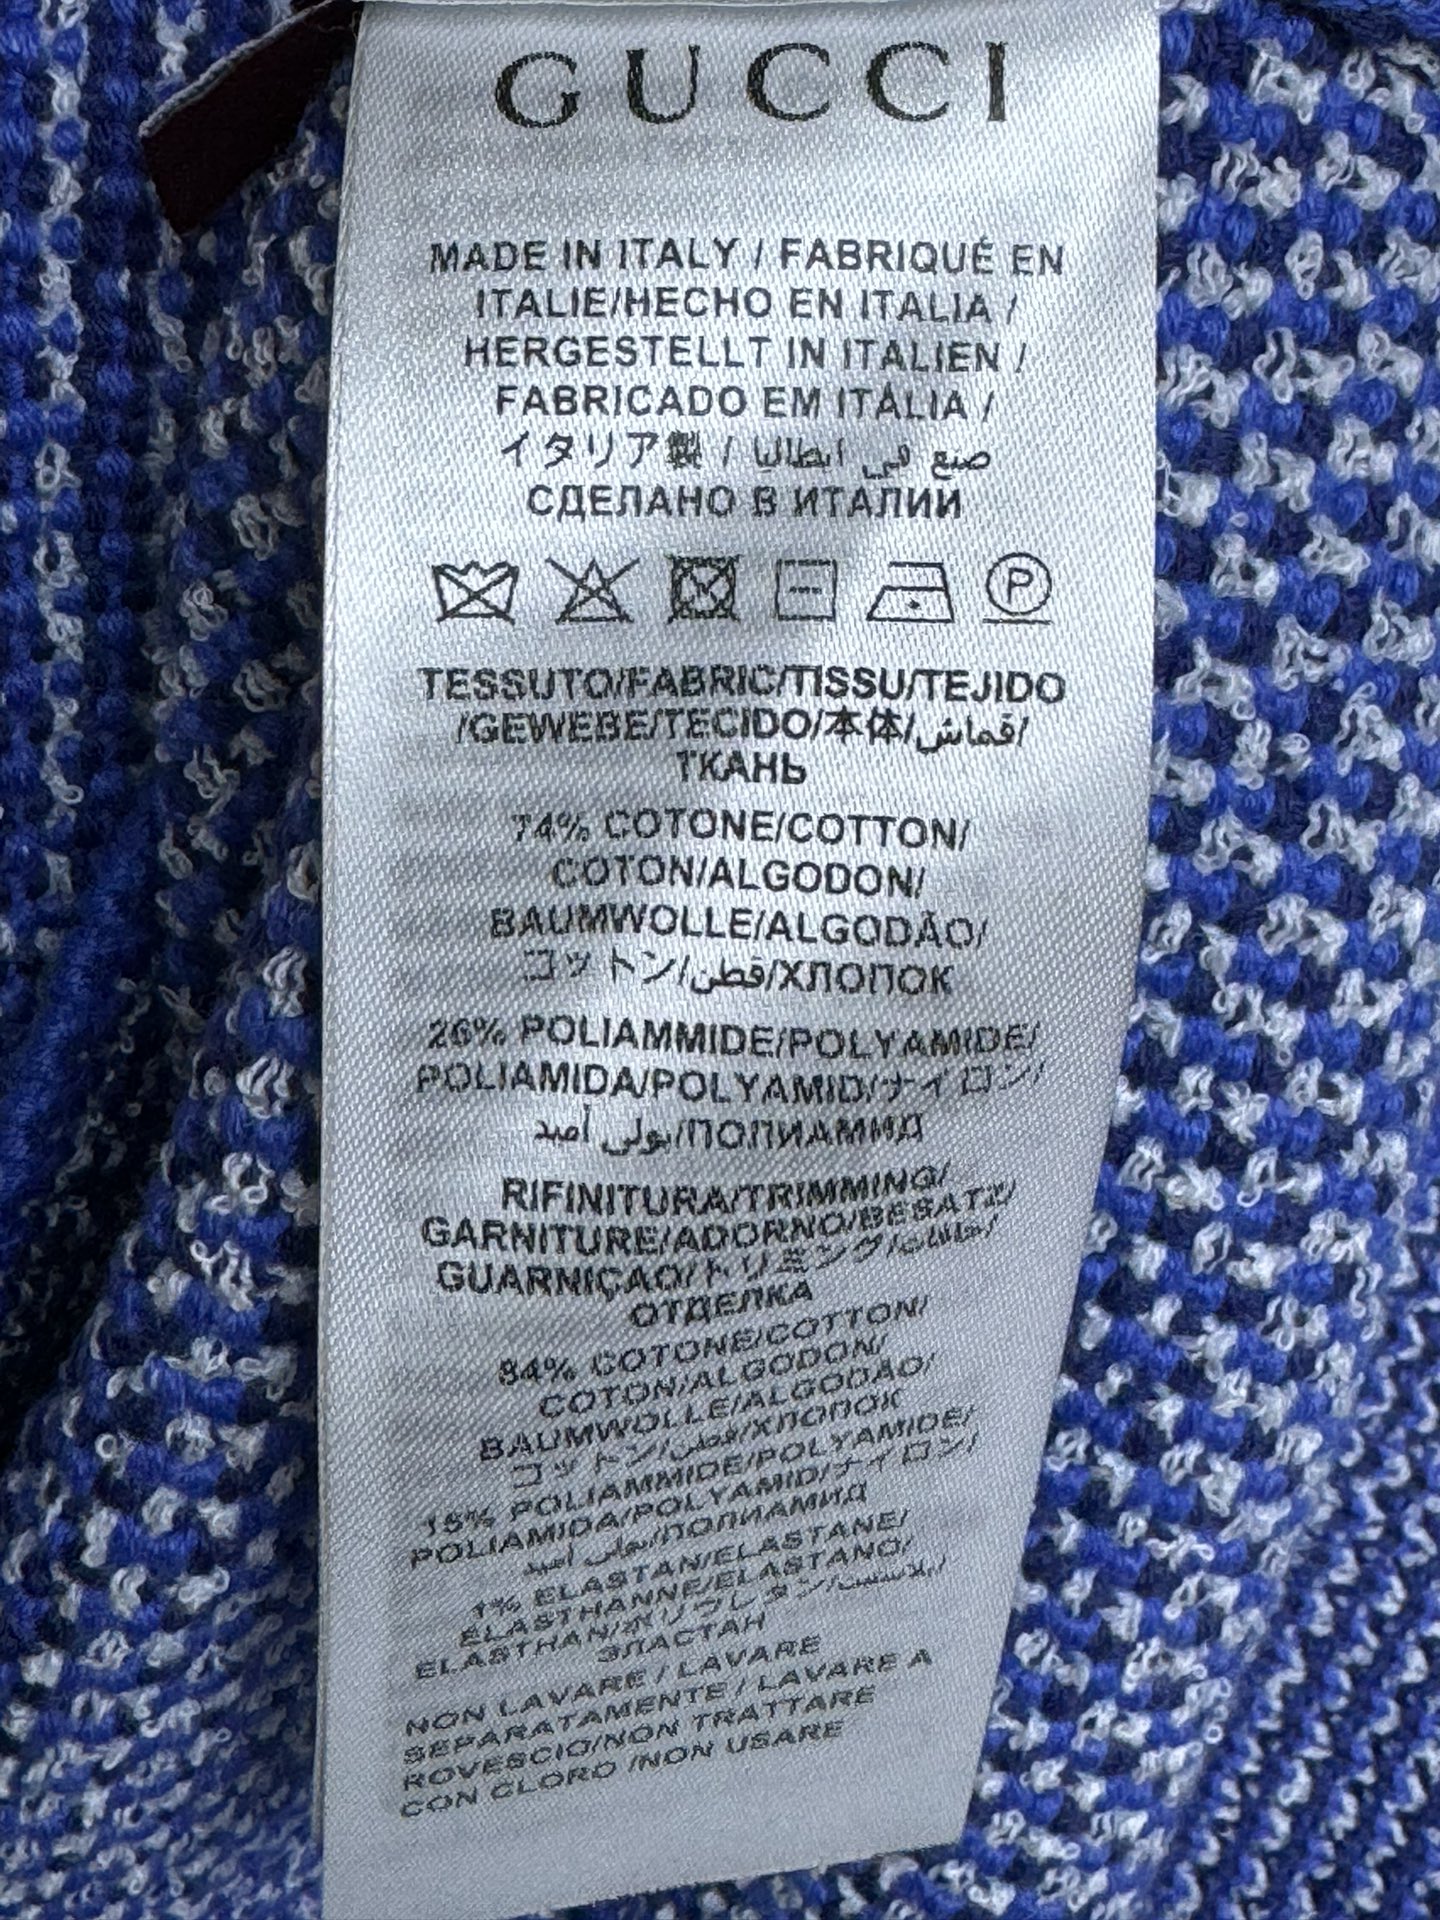 GUCCI
MADE IN ITALY / FABRIQUÉ EN
ITALIE/HECHO EN ITALIA /
HERGESTELLT IN ITALIEN /
FABRICADO EM ITÁLIA /
イタリア製 / صنع في ايطاليا
СДЕЛАНО В ИТАЛИИ
P
TESSUTO/FABRIC/TISSU/TEJIDO
/GEWEBE/TECIDO/本体/قماش/
ТКАНЬ
74% COTONE/COTTON/
COTON/ALGODON/
BAUMWOLLE/ALGODÃO/
コットン/قطن/ХЛОПОК
26% POLIAMMIDE/POLYAMIDE/
POLIAMIDA/POLYAMID/ナイロン/
بولي أميد/ПОЛИАМИД
RIFINITURA/TRIMMING/
GARNITURE/ADORNO/BESATZ/
GUARNIÇAO/トリミング/
ОТДЕЛКА
84% COTONE/COTTON/
COTON/ALGODON/
BAUMWOLLE/ALGODÃO/
コットン/قطن/ХЛОПОК
15% POLIAMMIDE/POLYAMIDE/
POLIAMIDA/POLYAMID/ナイロン/
بولي أميد/ПОЛИАМИД
1% ELASTAN/ELASTANE/
ELASTHANNE/ELASTANO/
ELASTHAN/ポリウレタン/
ЭЛАСТАН
NON LAVARE / LAVARE
SEPARATAMENTE / LAVARE A
ROVESCIO/NON TRATTARE
CON CLORO /NON USARE